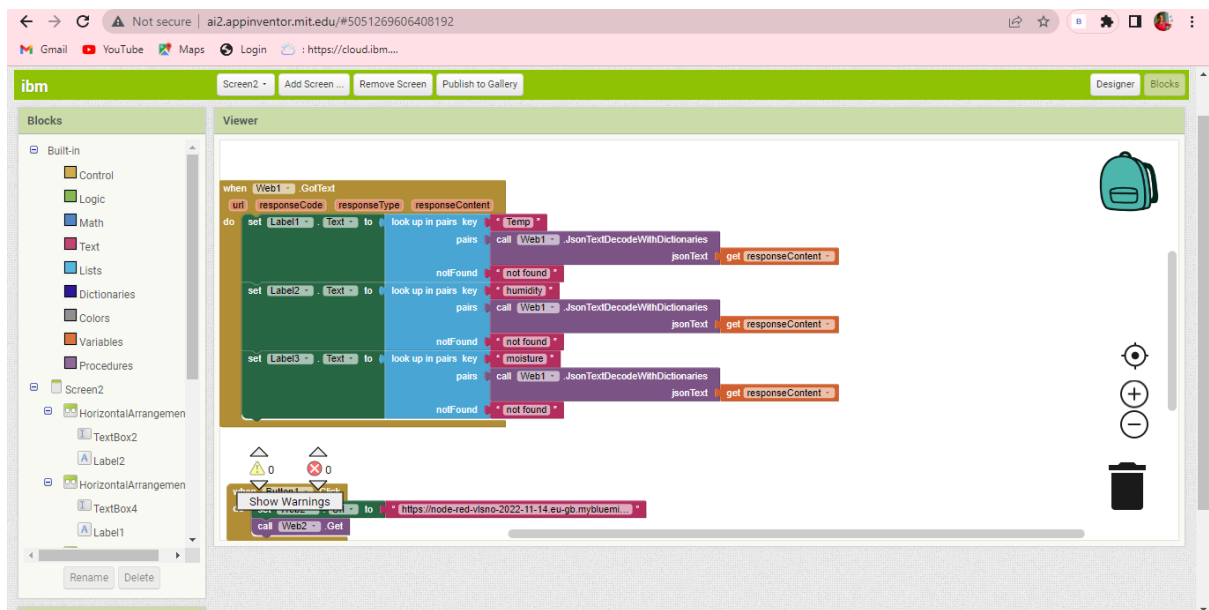 Not secure | ai2.appinventor.mit.edu/#5051269606408192
Gmail YouTube Maps Login : https://cloud.ibm....
ibm Screen2 Add Screen ... Remove Screen Publish to Gallery Designer Blocks
Blocks
Built-in
Control
Logic
Math
Text
Lists
Dictionaries
Colors
Variables
Procedures
Screen2
HorizontalArrangemen
TextBox2
Label2
HorizontalArrangemen
TextBox4
Label1
Rename Delete
Viewer
when Web1 .GotText
url responseCode responseType responseContent
do set Label1 . Text to look up in pairs key " Temp "
pairs call Web1 .JsonTextDecodeWithDictionaries
jsonText get responseContent
notFound " not found "
set Label2 . Text to look up in pairs key " humidity "
pairs call Web1 .JsonTextDecodeWithDictionaries
jsonText get responseContent
notFound " not found "
set Label3 . Text to look up in pairs key " moisture "
pairs call Web1 .JsonTextDecodeWithDictionaries
jsonText get responseContent
notFound " not found "
0 0
Show Warnings
to " https://node-red-vlsno-2022-11-14.eu-gb.mybluemi... "
call Web2 .Get